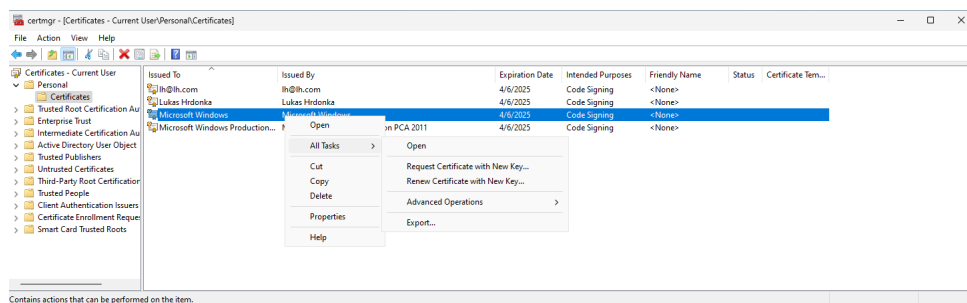 certmgr - [Certificates - Current User\Personal\Certificates]
File Action View Help
Certificates - Current User
Personal
Certificates
Trusted Root Certification Au
Enterprise Trust
Intermediate Certification Au
Active Directory User Object
Trusted Publishers
Untrusted Certificates
Third-Party Root Certification
Trusted People
Client Authentication Issuers
Certificate Enrollment Reque
Smart Card Trusted Roots
Issued To Issued By Expiration Date Intended Purposes Friendly Name Status Certificate Tem...
lh@lh.com lh@lh.com 4/6/2025 Code Signing <None>
Lukas Hrdonka Lukas Hrdonka 4/6/2025 Code Signing <None>
Microsoft Windows Microsoft Windows 4/6/2025 Code Signing <None>
Microsoft Windows Production... on PCA 2011 4/6/2025 Code Signing <None>
Open
All Tasks
Cut
Copy
Delete
Properties
Help
Open
Request Certificate with New Key...
Renew Certificate with New Key...
Advanced Operations
Export...
Contains actions that can be performed on the item.